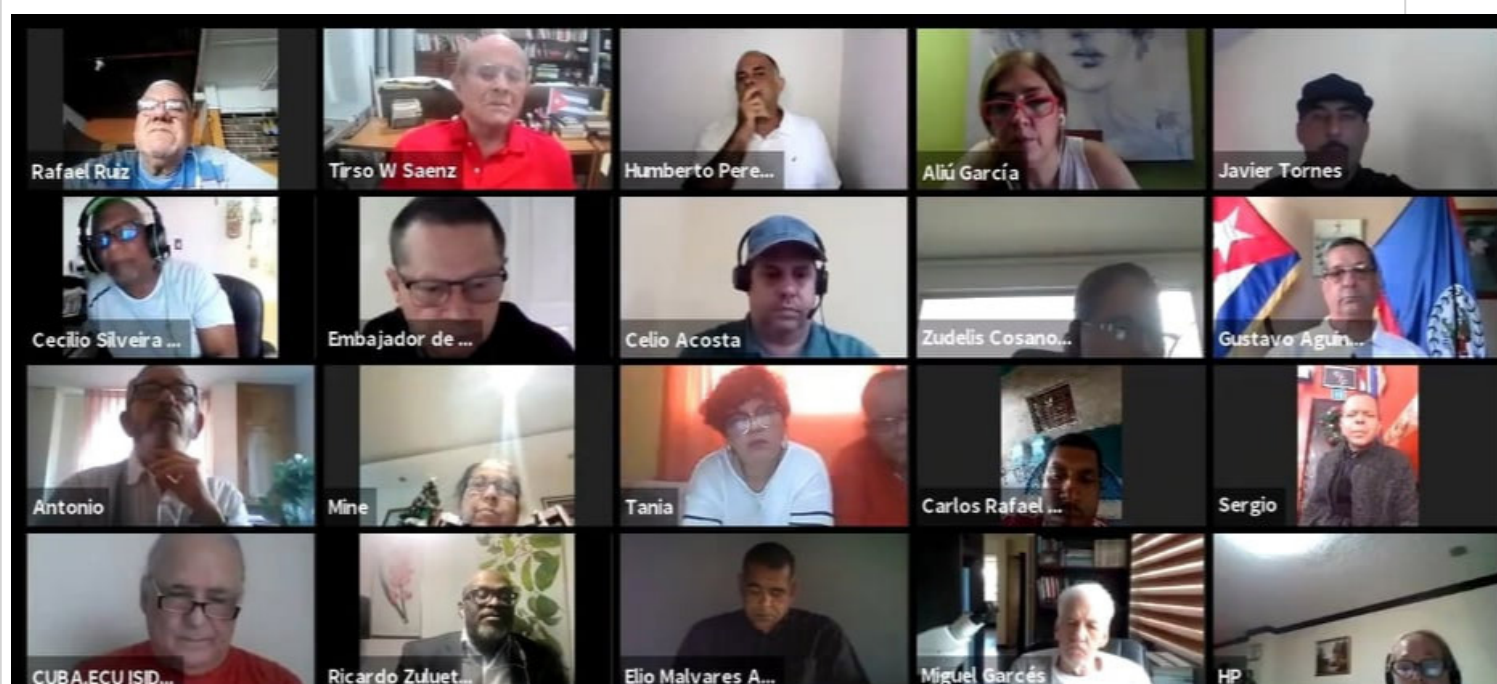 Rafael Ruiz
Tirso W Saenz
Humberto Pere...
Aliú García
Javier Tornes
Cecilio Silveira ...
Embajador de ...
Celio Acosta
Zudelis Cosano...
Gustavo Aguin...
Antonio
Mine
Tania
Carlos Rafael ...
Sergio
CUBA.ECU ISID...
Ricardo Zuluet...
Elio Malvares A...
Miguel Garcés
HP